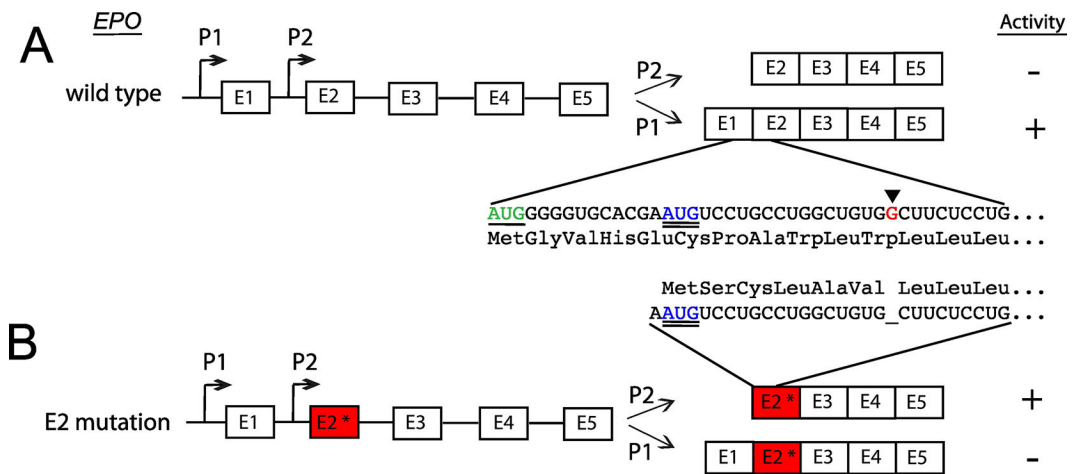 EPO
Activity
A
P1
P2
wild type
E1
E2
E3
E4
E5
P2
P1
E2 E3 E4 E5
-
E1 E2 E3 E4 E5
+
AUGGGGGUGCACGAAUGUCCUGCCUGGCUGUGGCUUCUCCUG...
MetGlyValHisGluCysProAlaTrpLeuTrpLeuLeuLeu...
MetSerCysLeuAlaVal LeuLeuLeu...
AAUGUCCUGCCUGGCUGUG_CUUCUCCUG...
B
P1
P2
E2 mutation
E1
E2 *
E3
E4
E5
P2
P1
E2 * E3 E4 E5
+
E1 E2 * E3 E4 E5
-